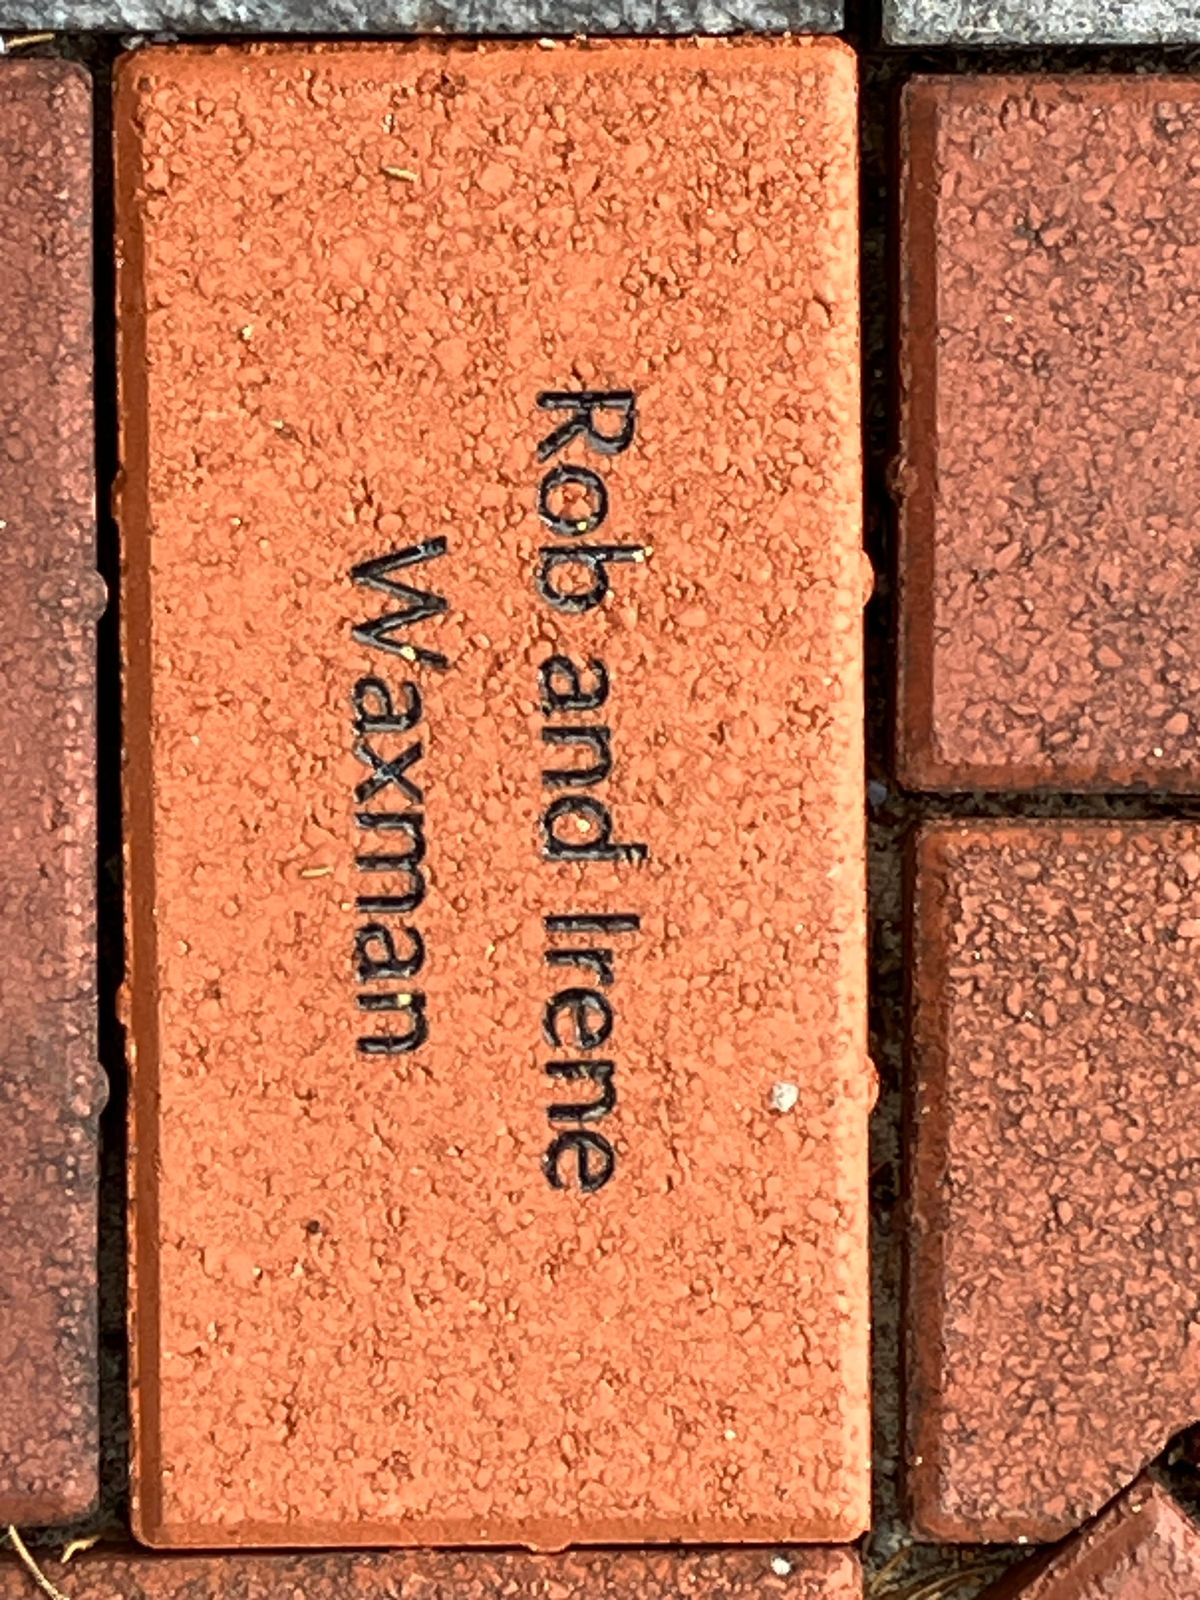 Rob and Irene
Waxman